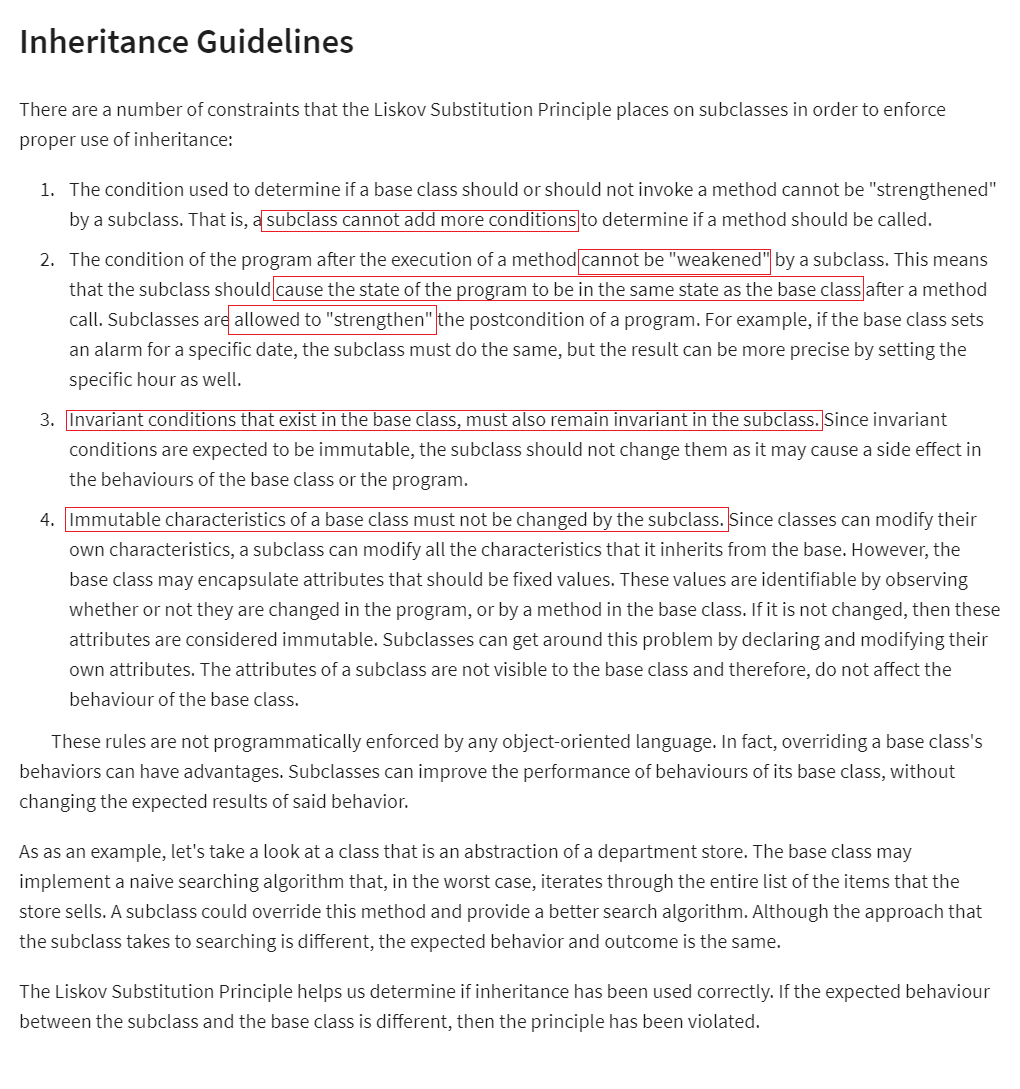 Inheritance Guidelines
There are a number of constraints that the Liskov Substitution Principle places on subclasses in order to enforce
proper use of inheritance:
1. The condition used to determine if a base class should or should not invoke a method cannot be "strengthened"
by a subclass. That is, a subclass cannot add more conditions to determine if a method should be called.
2. The condition of the program after the execution of a method cannot be "weakened" by a subclass. This means
that the subclass should cause the state of the program to be in the same state as the base class after a method
call. Subclasses are allowed to "strengthen" the postcondition of a program. For example, if the base class sets
an alarm for a specific date, the subclass must do the same, but the result can be more precise by setting the
specific hour as well.
3. Invariant conditions that exist in the base class, must also remain invariant in the subclass. Since invariant
conditions are expected to be immutable, the subclass should not change them as it may cause a side effect in
the behaviours of the base class or the program.
4. Immutable characteristics of a base class must not be changed by the subclass. Since classes can modify their
own characteristics, a subclass can modify all the characteristics that it inherits from the base. However, the
base class may encapsulate attributes that should be fixed values. These values are identifiable by observing
whether or not they are changed in the program, or by a method in the base class. If it is not changed, then these
attributes are considered immutable. Subclasses can get around this problem by declaring and modifying their
own attributes. The attributes of a subclass are not visible to the base class and therefore, do not affect the
behaviour of the base class.
These rules are not programmatically enforced by any object-oriented language. In fact, overriding a base class's
behaviors can have advantages. Subclasses can improve the performance of behaviours of its base class, without
changing the expected results of said behavior.
As as an example, let's take a look at a class that is an abstraction of a department store. The base class may
implement a naive searching algorithm that, in the worst case, iterates through the entire list of the items that the
store sells. A subclass could override this method and provide a better search algorithm. Although the approach that
the subclass takes to searching is different, the expected behavior and outcome is the same.
The Liskov Substitution Principle helps us determine if inheritance has been used correctly. If the expected behaviour
between the subclass and the base class is different, then the principle has been violated.